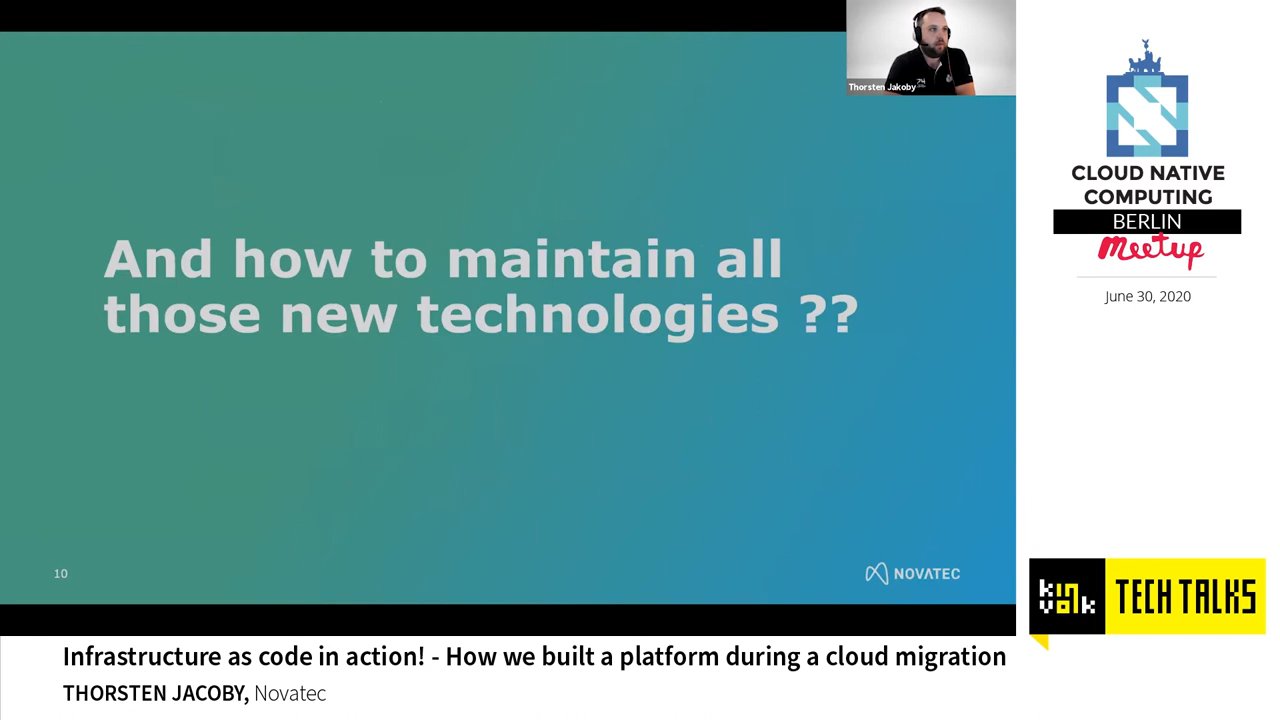 And how to maintain all
those new technologies ??
10
NOVATEC
Thorsten Jakoby
CLOUD NATIVE
COMPUTING
BERLIN
meetup
June 30, 2020
kinvolk
TECH TALKS
Infrastructure as code in action! - How we built a platform during a cloud migration
THORSTEN JACOBY, Novatec